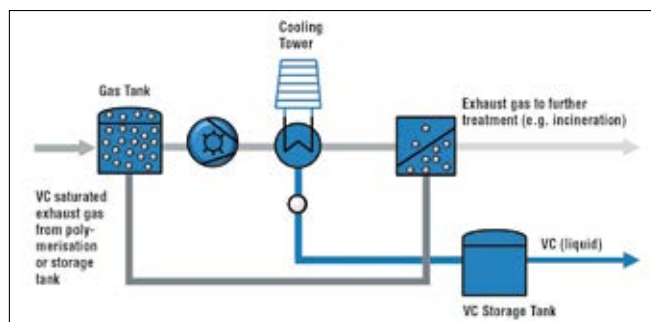 Cooling
Tower
Gas Tank
Exhaust gas to further
treatment (e.g. incineration)
VC saturated
exhaust gas
from poly-
merisation
or storage
tank
VC (liquid)
VC Storage Tank